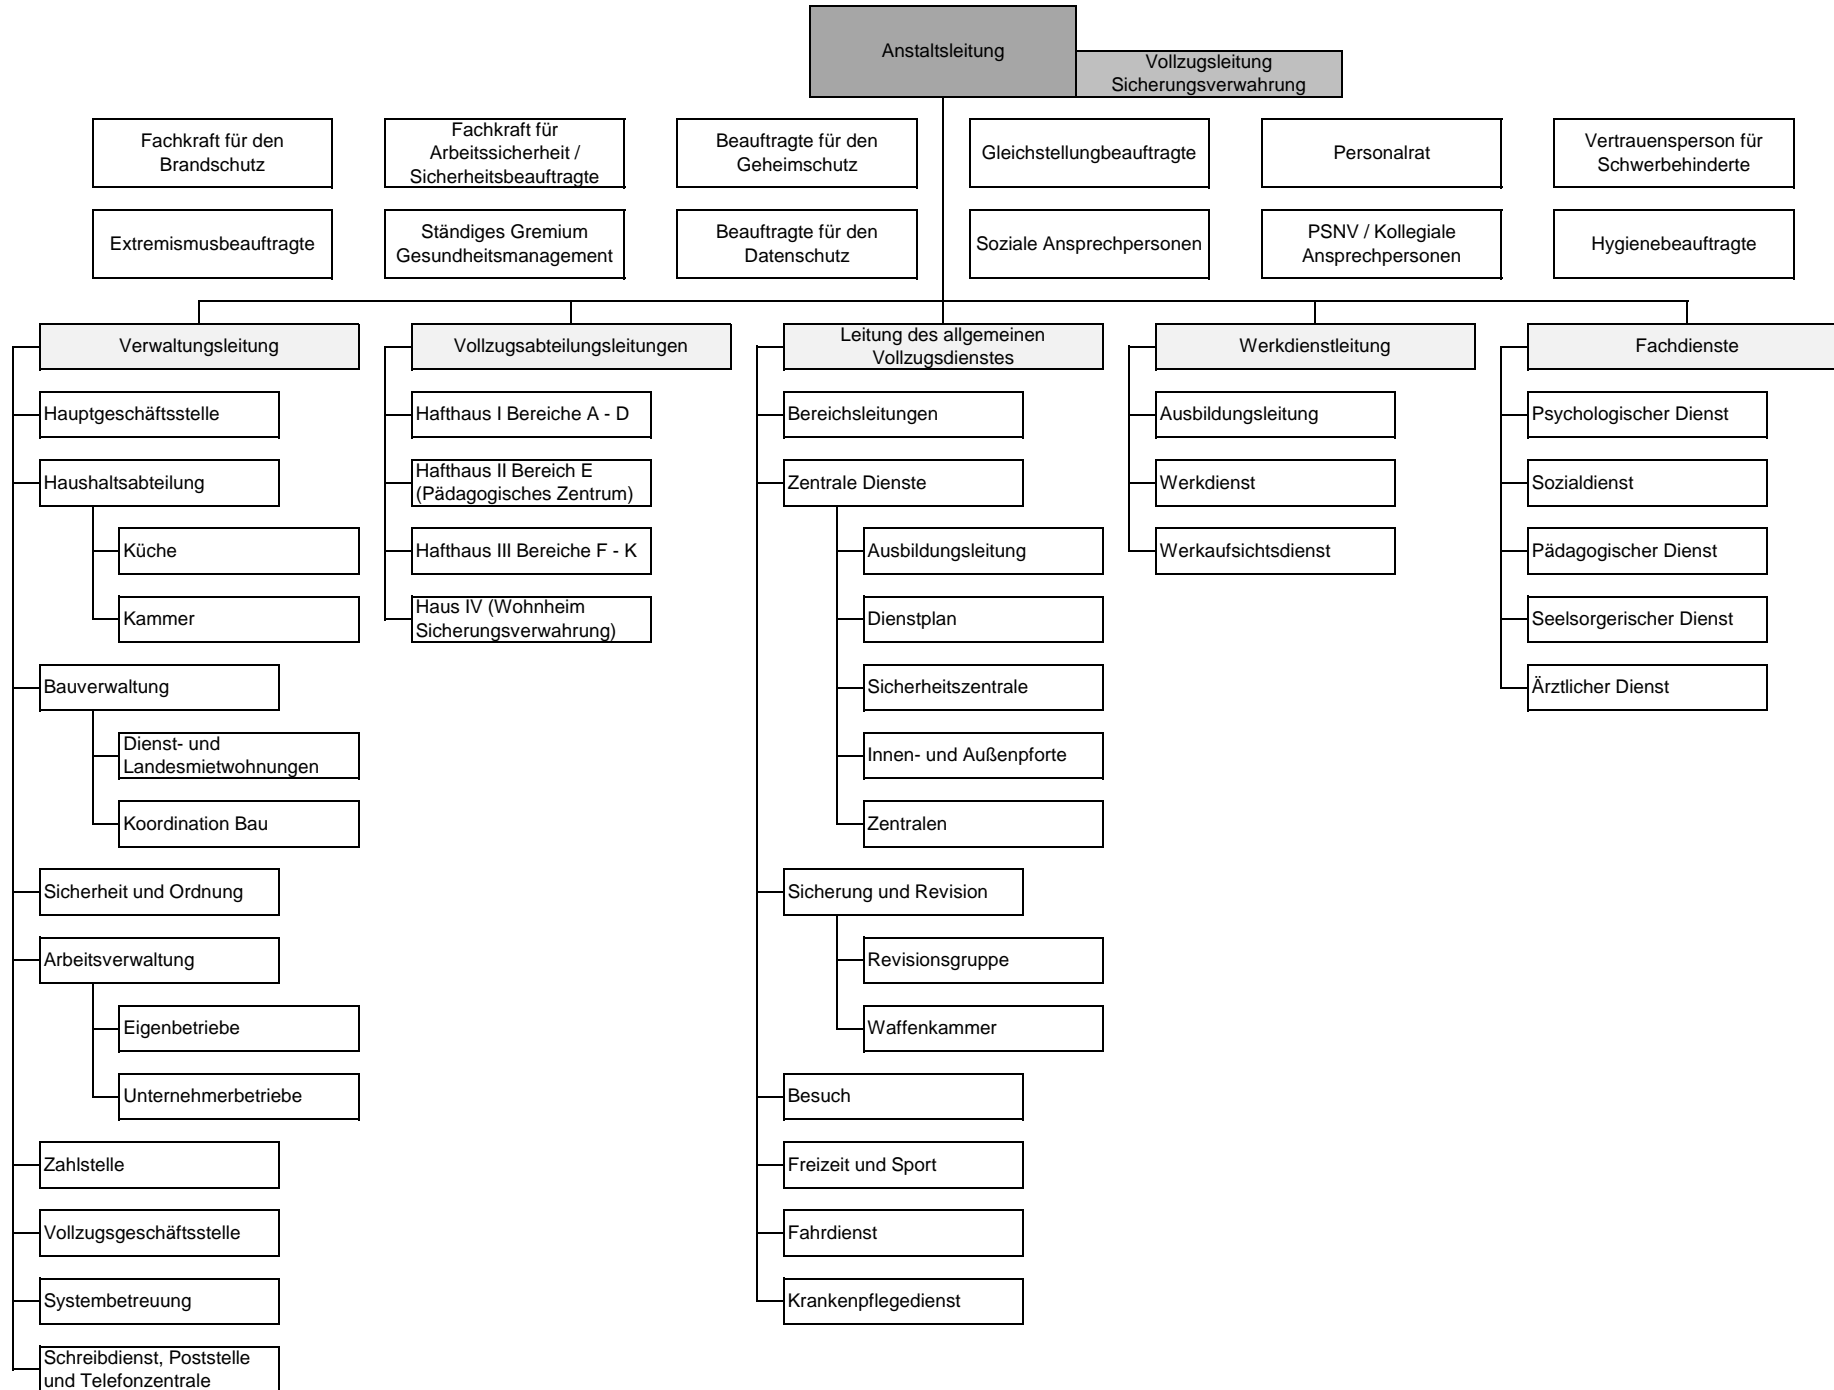 Anstaltsleitung
Vollzugsleitung
Sicherungsverwahrung
Fachkraft für den
Brandschutz
Fachkraft für
Arbeitssicherheit /
Sicherheitsbeauftragte
Beauftragte für den
Geheimschutz
Gleichstellungbeauftragte
Personalrat
Vertrauensperson für
Schwerbehinderte
Extremismusbeauftragte
Ständiges Gremium
Gesundheitsmanagement
Beauftragte für den
Datenschutz
Soziale Ansprechpersonen
PSNV / Kollegiale
Ansprechpersonen
Hygienebeauftragte
Verwaltungsleitung
Hauptgeschäftsstelle
Haushaltsabteilung
Küche
Kammer
Bauverwaltung
Dienst- und
Landesmietwohnungen
Koordination Bau
Sicherheit und Ordnung
Arbeitsverwaltung
Eigenbetriebe
Unternehmerbetriebe
Zahlstelle
Vollzugsgeschäftsstelle
Systembetreuung
Schreibdienst, Poststelle
und Telefonzentrale
Vollzugsabteilungsleitungen
Hafthaus I Bereiche A - D
Hafthaus II Bereich E
(Pädagogisches Zentrum)
Hafthaus III Bereiche F - K
Haus IV (Wohnheim
Sicherungsverwahrung)
Leitung des allgemeinen
Vollzugsdienstes
Bereichsleitungen
Zentrale Dienste
Ausbildungsleitung
Dienstplan
Sicherheitszentrale
Innen- und Außenpforte
Zentralen
Sicherung und Revision
Revisionsgruppe
Waffenkammer
Besuch
Freizeit und Sport
Fahrdienst
Krankenpflegedienst
Werkdienstleitung
Ausbildungsleitung
Werkdienst
Werkaufsichtsdienst
Fachdienste
Psychologischer Dienst
Sozialdienst
Pädagogischer Dienst
Seelsorgerischer Dienst
Ärztlicher Dienst